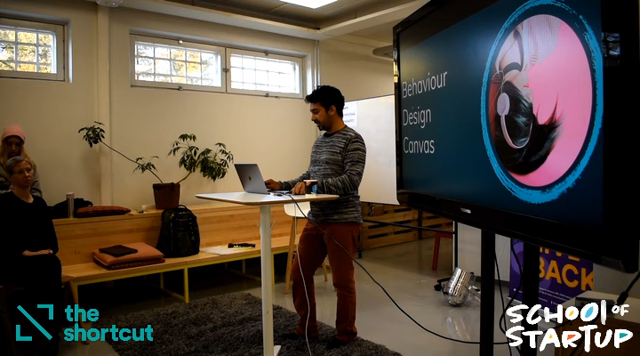 Behaviour
Design
Canvas
BACK
the
shortcut
SCHOOL OF
STARTUP